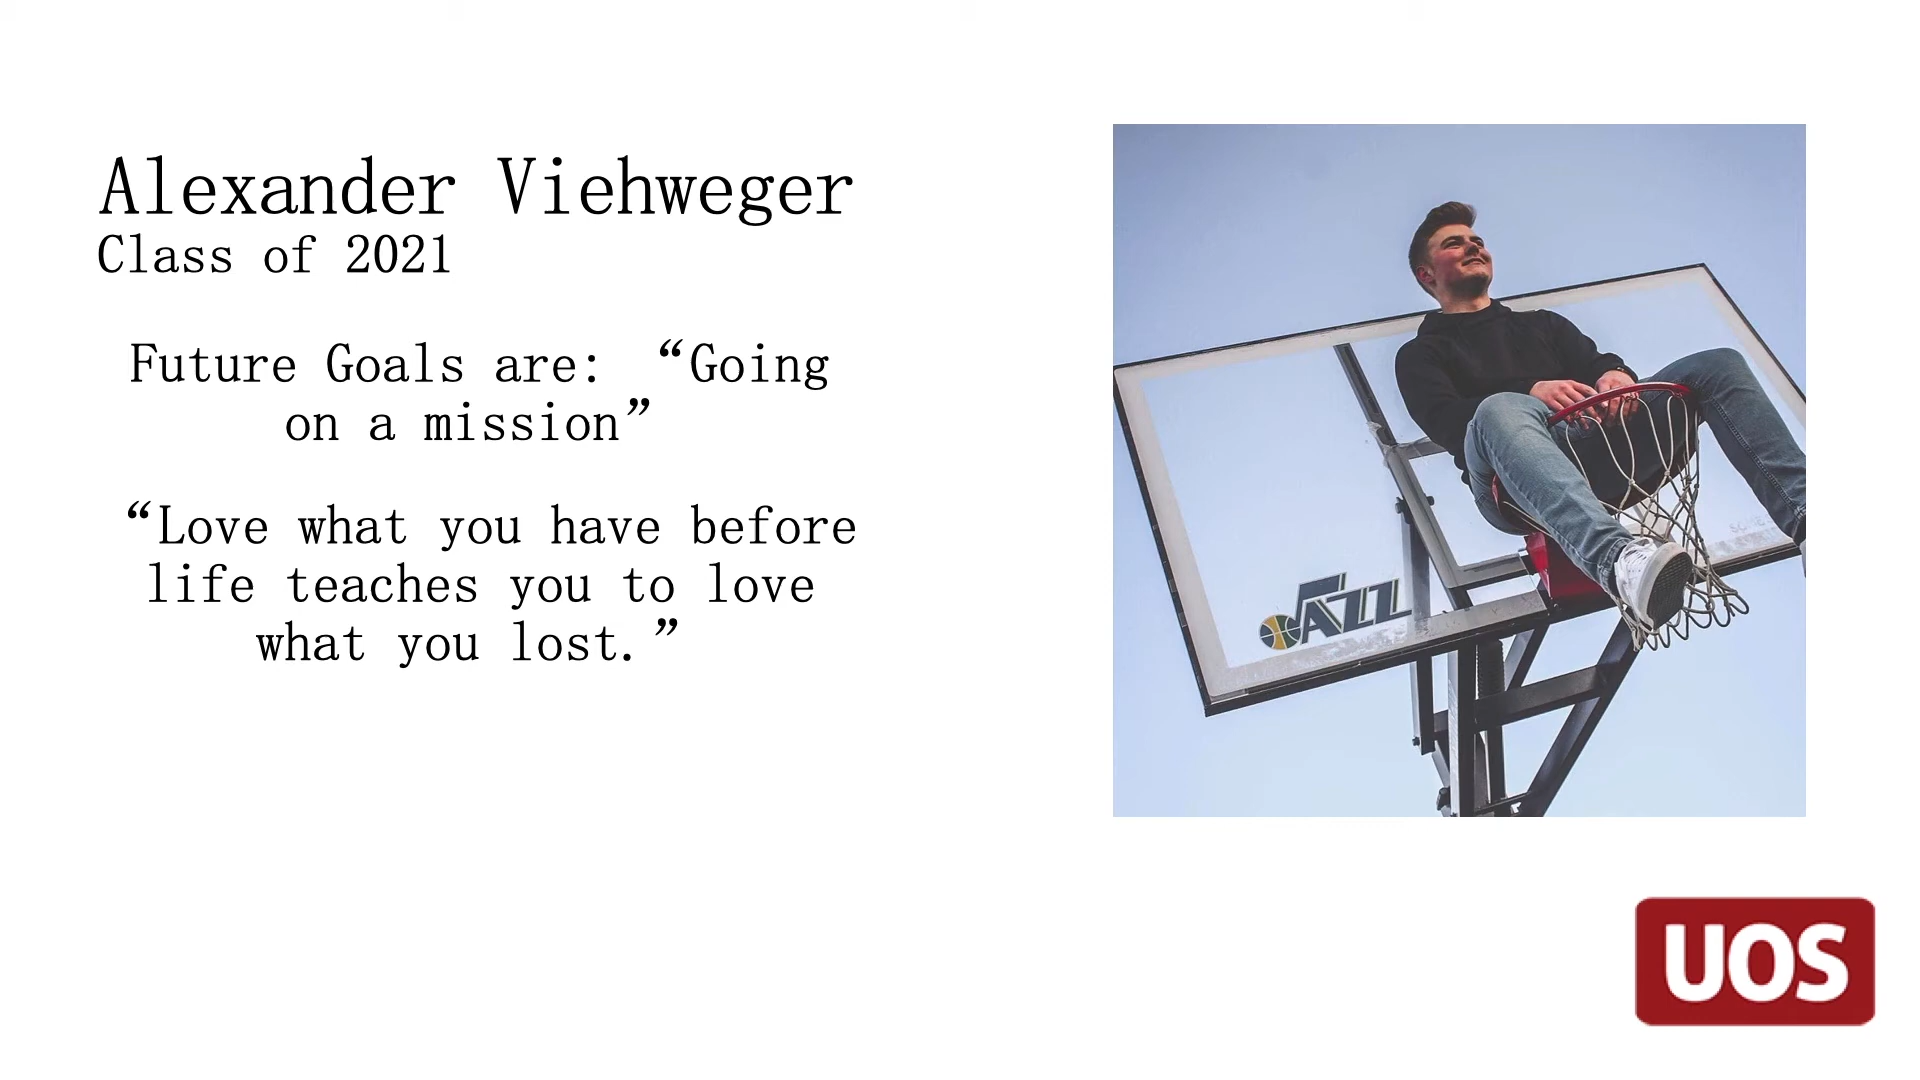 Alexander Viehweger
Class of 2021
Future Goals are: “Going
on a mission”
“Love what you have before
life teaches you to love
what you lost.”
JAZZ
UOS